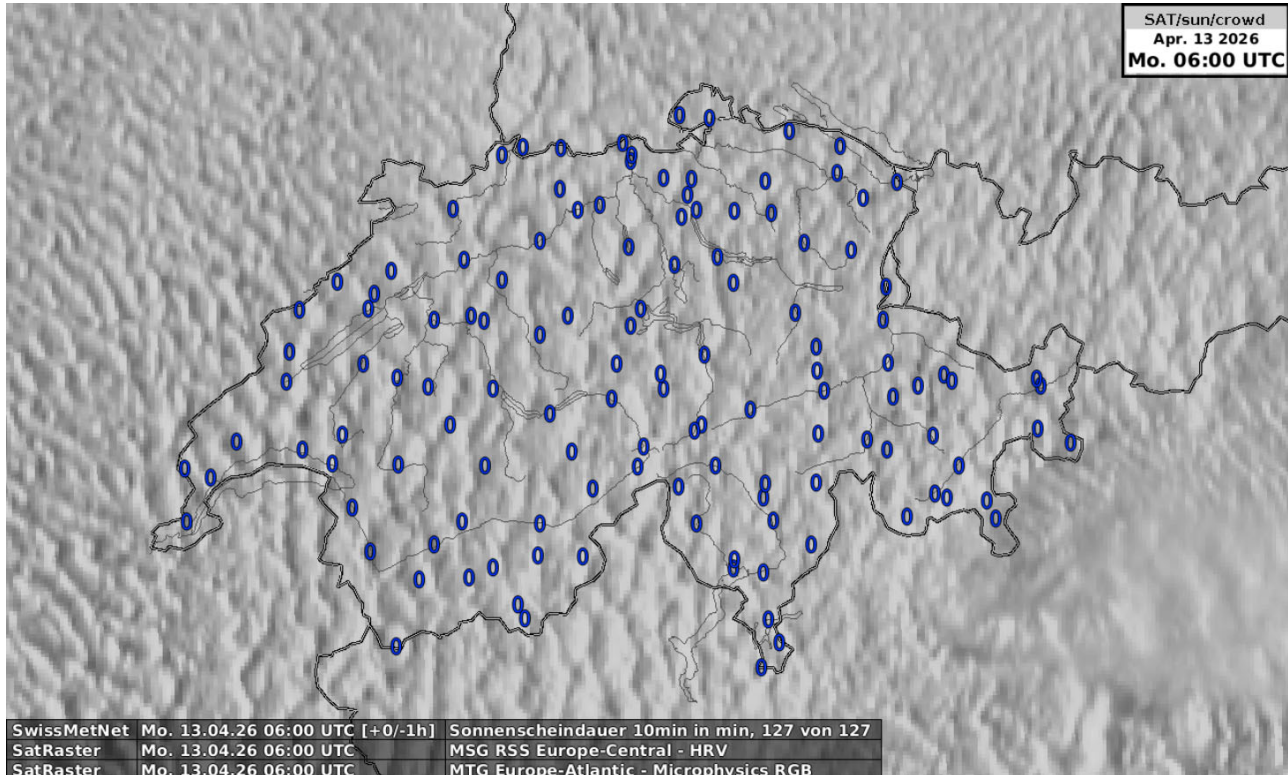 SAT/sun/crowd
Apr. 13 2026
Mo. 06:00 UTC
SwissMetNet Mo. 13.04.26 06:00 UTC [+0/-1h] Sonnenscheindauer 10min in min, 127 von 127
SatRaster Mo. 13.04.26 06:00 UTC MSG RSS Europe-Central - HRV
SatRaster Mo. 13.04.26 06:00 UTC MTG Europe-Atlantic - Microphysics RGB